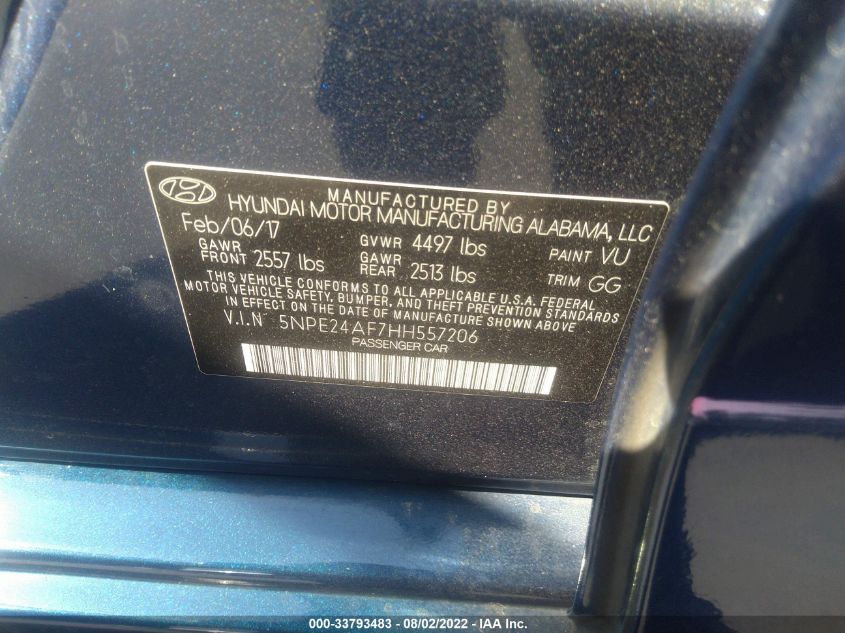 MANUFACTURED BY
HYUNDAI MOTOR MANUFACTURING ALABAMA, LLC
Feb/06/17 GVWR 4497 lbs PAINT VU
GAWR FRONT 2557 lbs GAWR REAR 2513 lbs TRIM GG
THIS VEHICLE CONFORMS TO ALL APPLICABLE U.S.A. FEDERAL
MOTOR VEHICLE SAFETY, BUMPER, AND THEFT PREVENTION STANDARDS
IN EFFECT ON THE DATE OF MANUFACTURE SHOWN ABOVE
V.I.N 5NPE24AF7HH557206
PASSENGER CAR
000-33793483 - 08/02/2022 - IAA Inc.